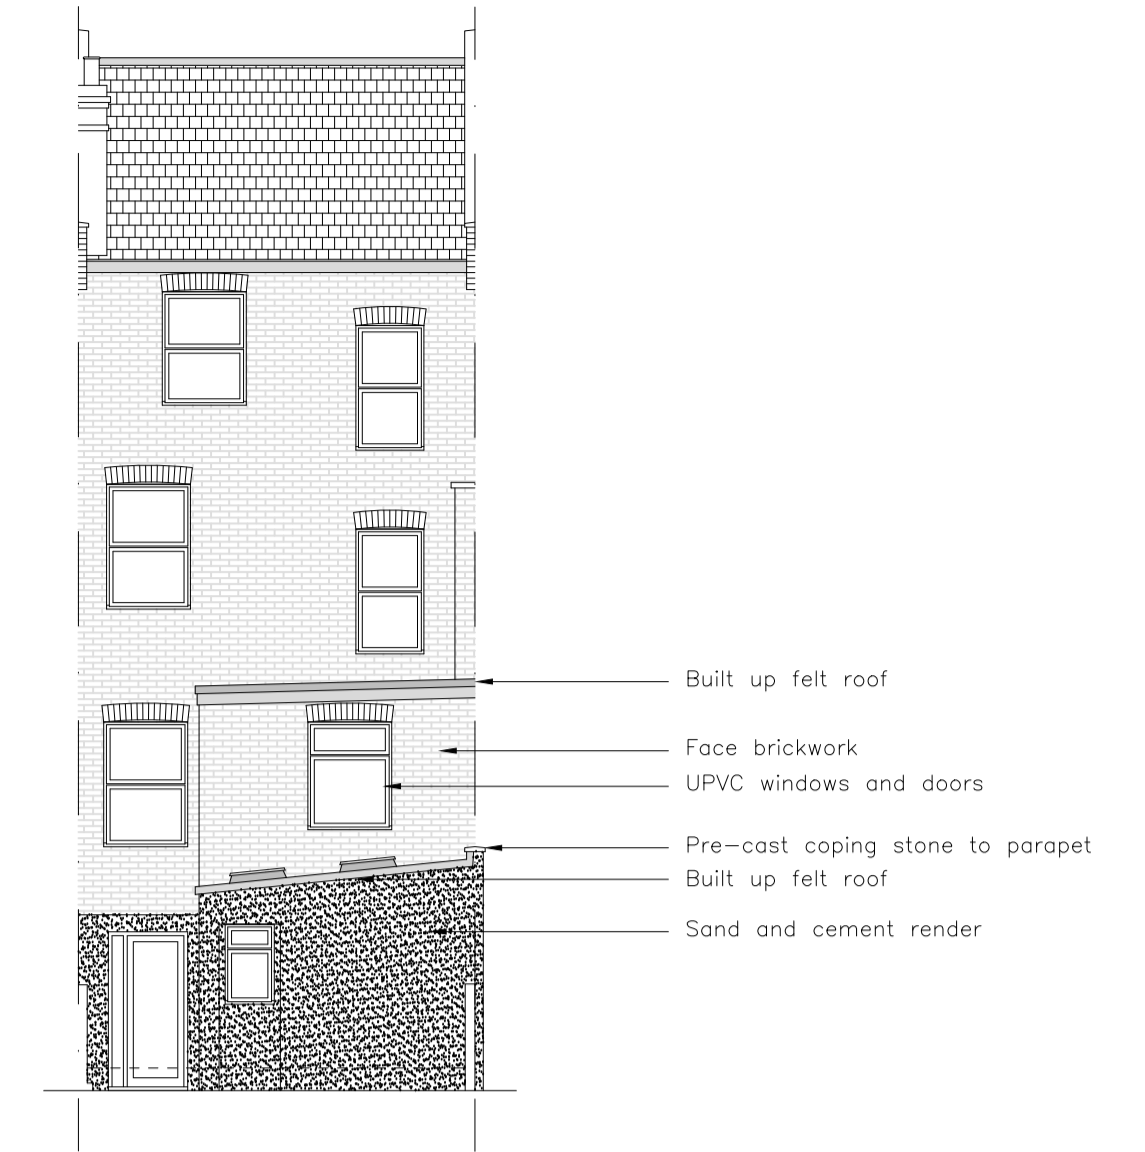 Built up felt roof
Face brickwork
UPVC windows and doors
Pre-cast coping stone to parapet
Built up felt roof
Sand and cement render